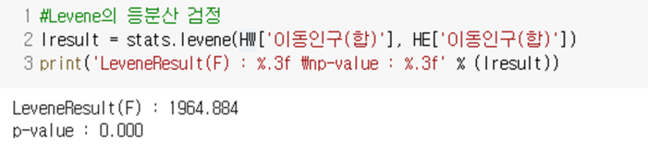 1 #Levene의 등분산 검정
2 lresult = stats.levene(HW['이동인구(합)'], HE['이동인구(합)'])
3 print('LeveneResult(F) : %.3f ₩np-value : %.3f' % (lresult))
LeveneResult(F) : 1964.884
p-value : 0.000